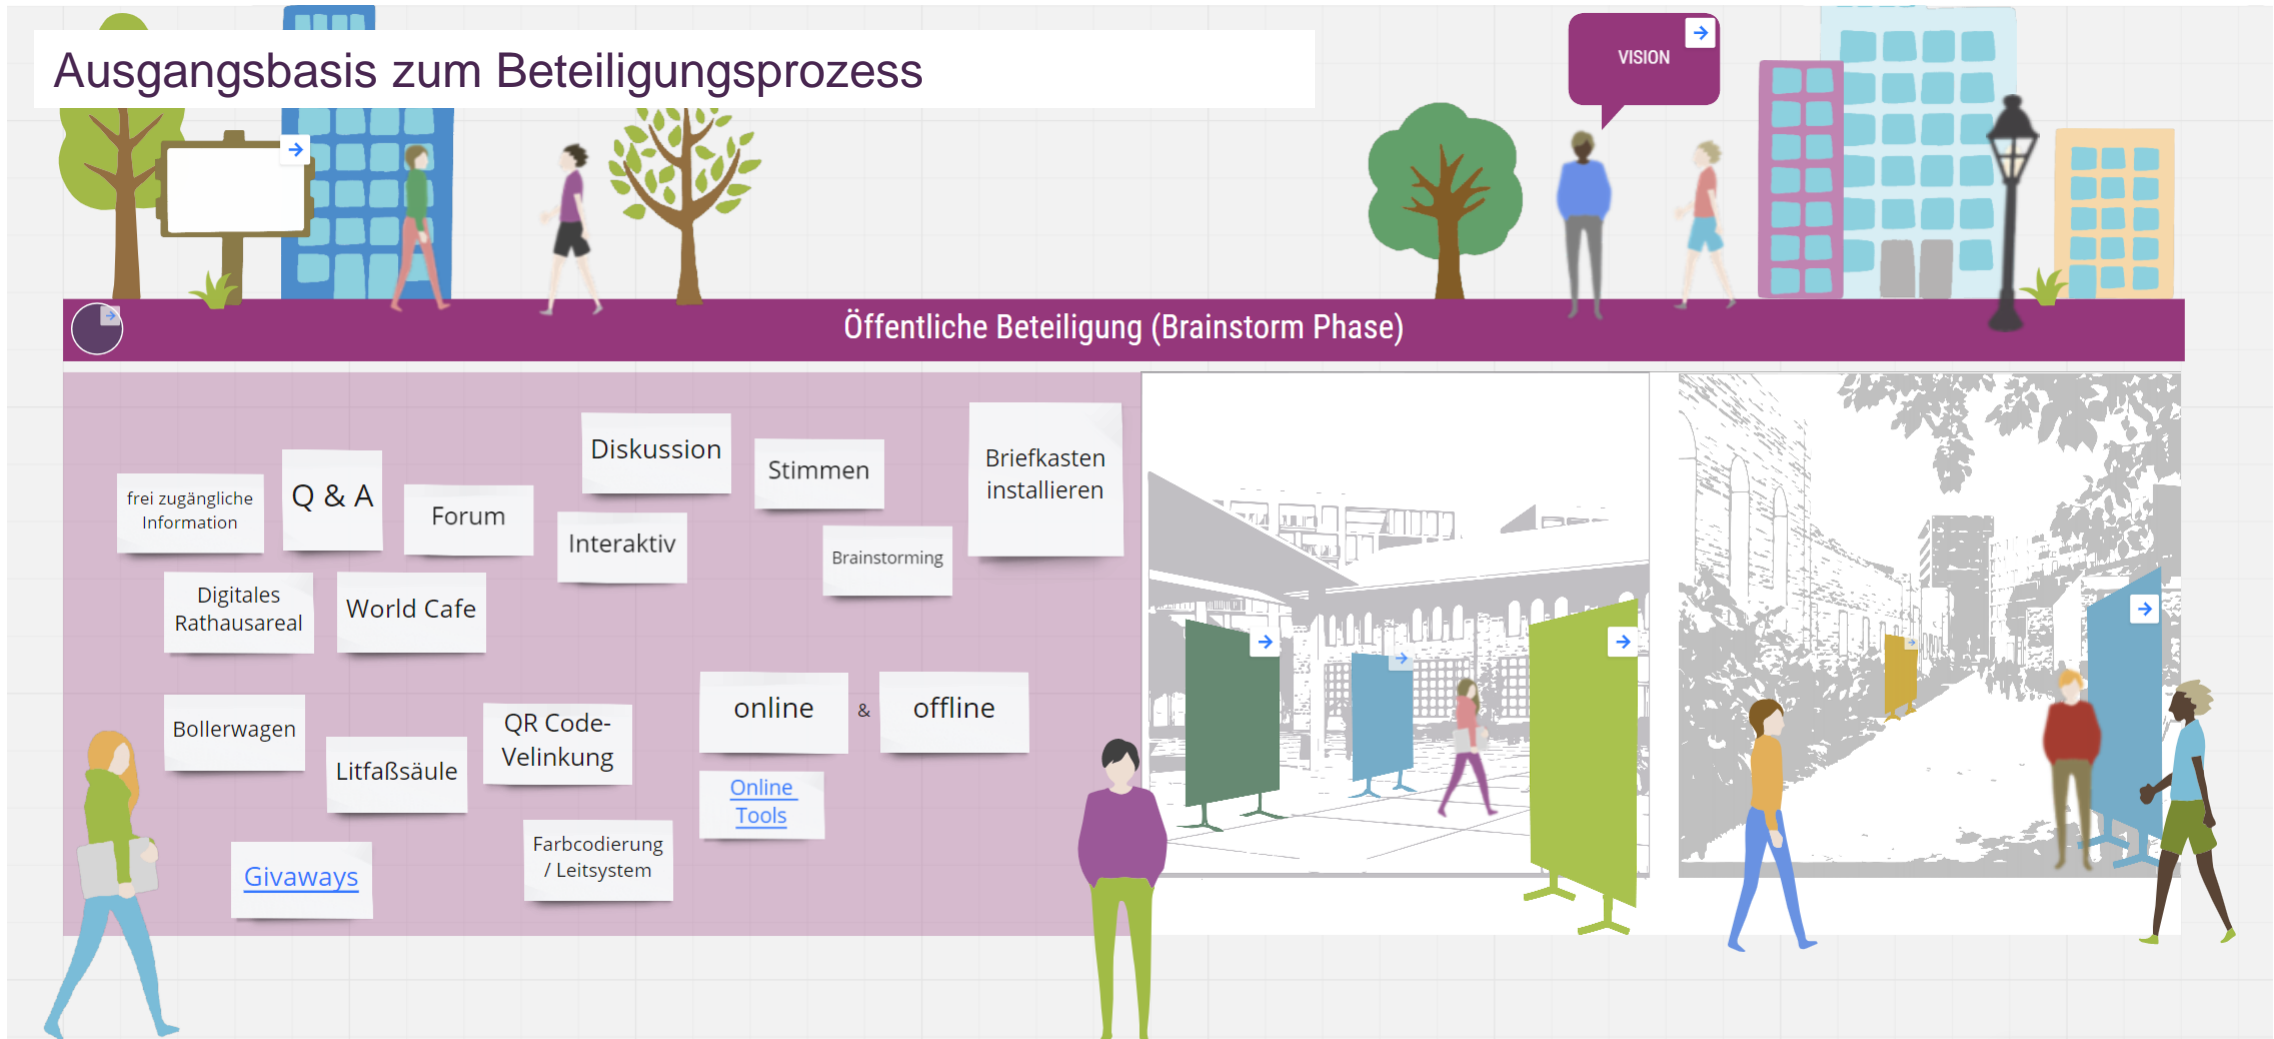 Ausgangsbasis zum Beteiligungsprozess
VISION
Öffentliche Beteiligung (Brainstorm Phase)
frei zugängliche
Information
Q & A
Forum
Diskussion
Interaktiv
Stimmen
Brainstorming
Briefkasten
installieren
Digitales
Rathausareal
World Cafe
Bollerwagen
Litfaßsäule
QR Code-
Velinkung
online
&
offline
Online
Tools
Givaways
Farbcodierung
/ Leitsystem